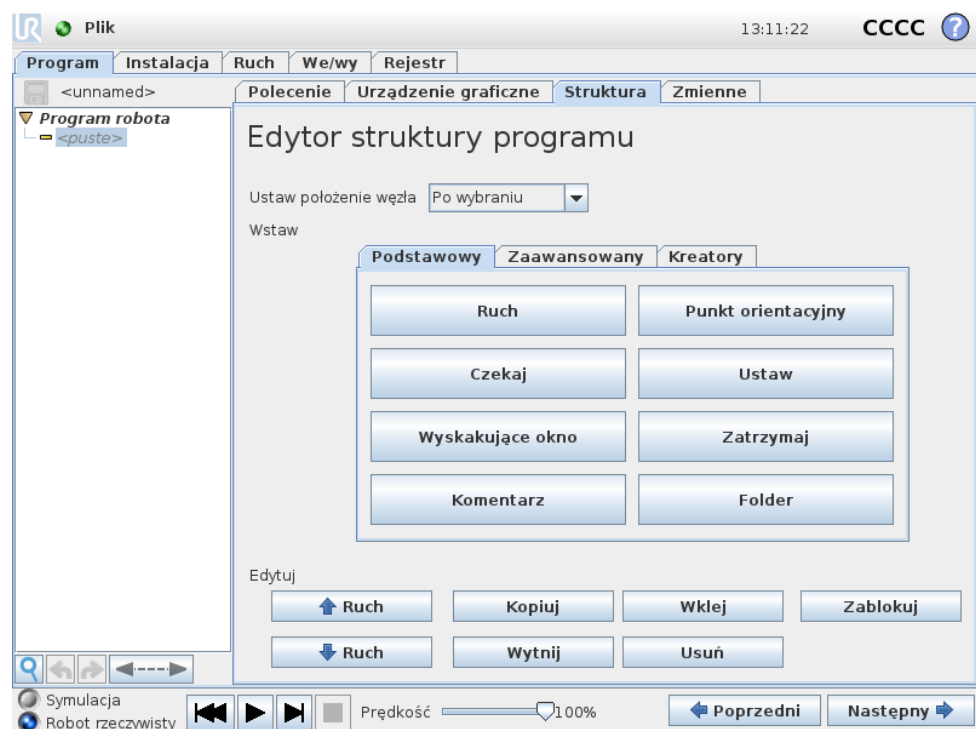 UR Plik 13:11:22 CCCC ?
Program Instalacja Ruch We/wy Rejestr
<unnamed> Polecenie Urządzenie graficzne Struktura Zmienne
Program robota
<puste>
Edytor struktury programu
Ustaw położenie węzła Po wybraniu
Wstaw
Podstawowy Zaawansowany Kreatory
Ruch Punkt orientacyjny
Czekaj Ustaw
Wyskakujące okno Zatrzymaj
Komentarz Folder
Edytuj
Ruch Kopiuj Wklej Zablokuj
Ruch Wytnij Usuń
Symulacja
Robot rzeczywisty Prędkość 100% Poprzedni Następny